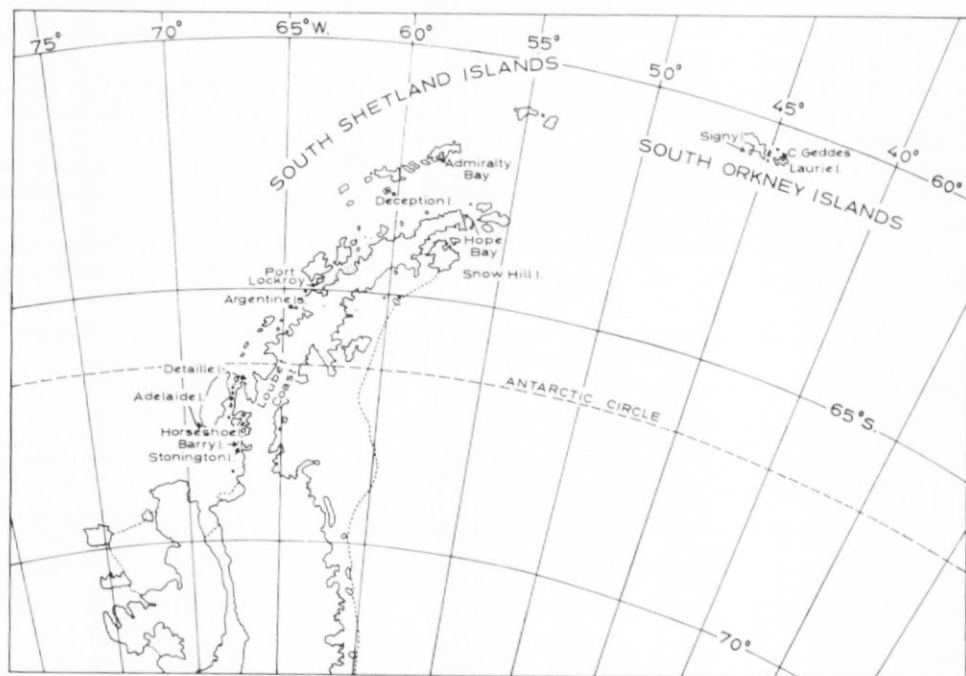 75°
70°
65°W.
60°
55°
50°
45°
40°
60°
SOUTH SHETLAND ISLANDS
Signy I.
C. Geddes
Laurie I.
SOUTH ORKNEY ISLANDS
Admiralty
Bay
Deception I.
Hope
Bay
Snow Hill I.
Port
Lockroy
Argentine Is.
Detaille I.
Loubet
Coast
Adelaide I.
ANTARCTIC CIRCLE
65°S.
Horseshoe I.
Barry I.
Stonington I.
70°